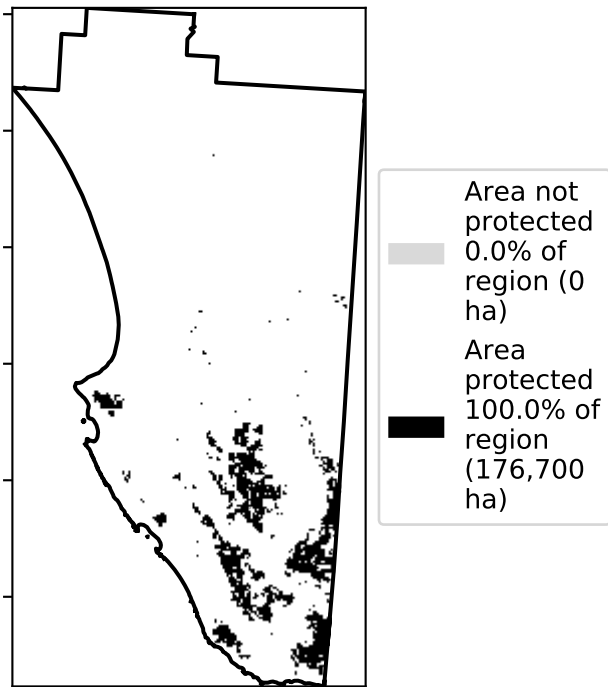 Area not
protected
0.0% of
region (0
ha)
Area
protected
100.0% of
region
(176,700
ha)